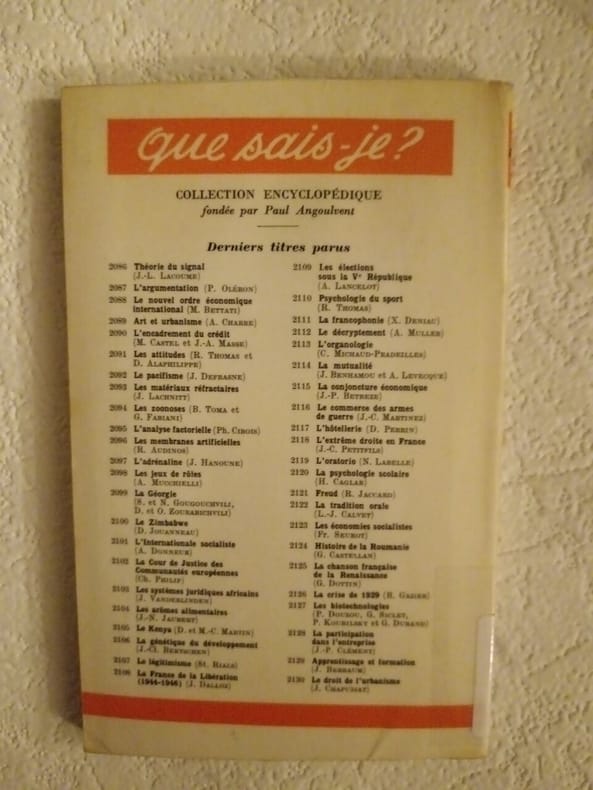 Que sais-je?
COLLECTION ENCYCLOPÉDIQUE
fondée par Paul Angoulvent
Derniers titres parus
2086 Théorie du signal
(J.-L. LACOUME)
2087 L'argumentation (P. OLÉRON)
2088 Le nouvel ordre économique
international (M. BETTATI)
2089 Art et urbanisme (A. CHARRE)
2090 L'encadrement du crédit
(M. CASTEL et J.-A. MASSE)
2091 Les attitudes (R. THOMAS et
D. ALAPHILIPPE)
2092 Le pacifisme (J. DEFRASNE)
2093 Les matériaux réfractaires
(J. LACHNITT)
2094 Les zoonoses (B. TOMA et
G. FABIANI)
2095 L'analyse factorielle (Ph. CIBOIS)
2096 Les membranes artificielles
(R. AUDINOS)
2097 L'adrénaline (J. HANOUNE)
2098 Les jeux de rôles
(A. MUCCHIELLI)
2099 La Géorgie
(S. et N. GOUGOUCHVILI,
D. et O. ZOURABICHVILI)
2100 Le Zimbabwe
(D. JOUANNEAU)
2101 L'Internationale socialiste
(A. DONNEUR)
2102 La Cour de Justice des
Communautés européennes
(Ch. PHILIP)
2103 Les systèmes juridiques africains
(J. VANDERLINDEN)
2104 Les arômes alimentaires
(J.-N. JAUBERT)
2105 Le Kenya (D. et M.-C. MARTIN)
2106 La génétique du développement
(J.-Cl. BEETSCHEN)
2107 Le légitimisme (St. RIALS)
2108 La France de la Libération
(1944-1946) (J. DALLOZ)
2109 Les élections
sous la Ve République
(A. LANCELOT)
2110 Psychologie du sport
(R. THOMAS)
2111 La francophonie (X. DENIAU)
2112 Le décryptement (A. MULLER)
2113 L'organologie
(C. MICHAUD-PRADEILLES)
2114 La mutualité
(J. BENHAMOU et A. LEVECQUE)
2115 La conjoncture économique
(J.-P. BETBEZE)
2116 Le commerce des armes
de guerre (J.-C. MARTINEZ)
2117 L'hôtellerie (D. PERRIN)
2118 L'extrême droite en France
(J.-C. PETITFILS)
2119 L'oratorio (N. LABELLE)
2120 La psychologie scolaire
(H. CAGLAR)
2121 Freud (R. JACCARD)
2122 La tradition orale
(L.-J. CALVET)
2123 Les économies socialistes
(Fr. SEUROT)
2124 Histoire de la Roumanie
(G. CASTELLAN)
2125 La chanson française
de la Renaissance
(G. DOTTIN)
2126 La crise de 1929 (B. GAZIER)
2127 Les biotechnologies
(P. DOUZOU, G. SICLET,
P. KOURILSKY et G. DURAND)
2128 La participation
dans l'entreprise
(J.-P. CLÉMENT)
2129 Apprentissage et formation
(J. BERBAUM)
2130 Le droit de l'urbanisme
(J. CHAPUISAT)